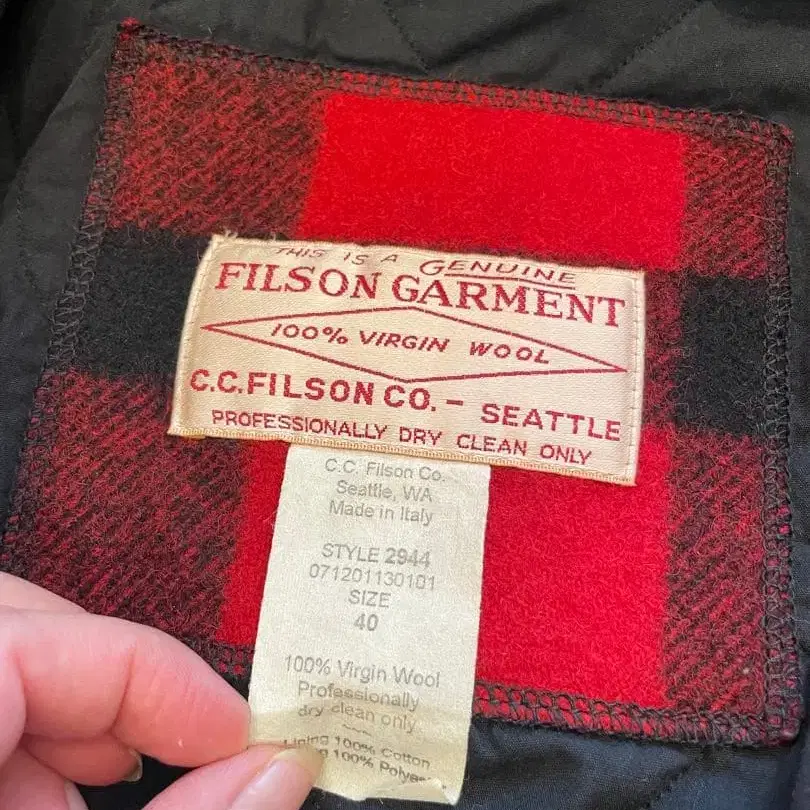 THIS IS A GENUINE
FILSON GARMENT
100% VIRGIN WOOL
C.C.FILSON CO. - SEATTLE
PROFESSIONALLY DRY CLEAN ONLY
C.C. Filson Co.
Seattle, WA
Made in Italy
STYLE 2944
071201130101
SIZE
40
100% Virgin Wool
Professionally
dry clean only
Lining 100% Cotton
100%